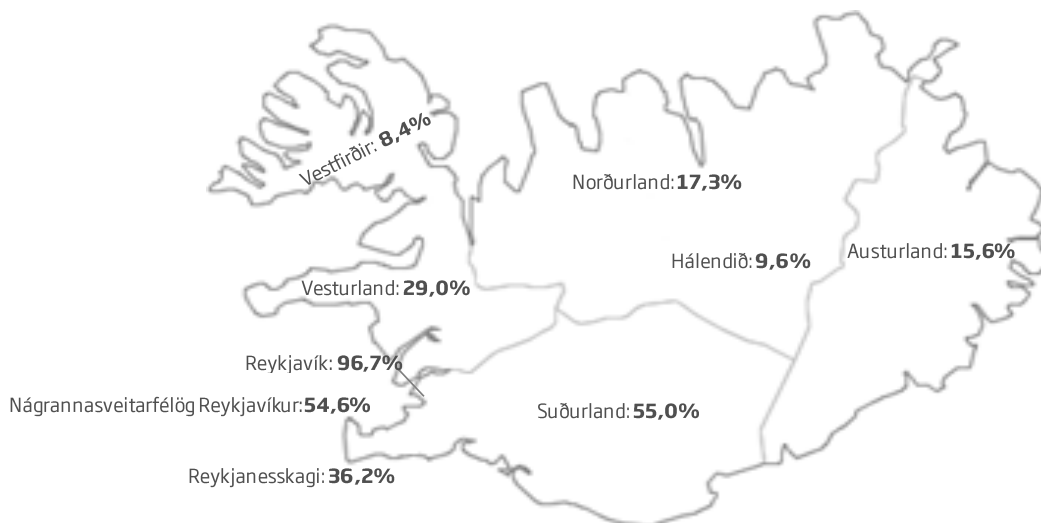 Vestfirðir: 8,4%
Norðurland: 17,3%
Hálendið: 9,6%
Austurland: 15,6%
Vesturland: 29,0%
Reykjavík: 96,7%
Nágrannasveitarfélög Reykjavíkur: 54,6%
Suðurland: 55,0%
Reykjanesskagi: 36,2%